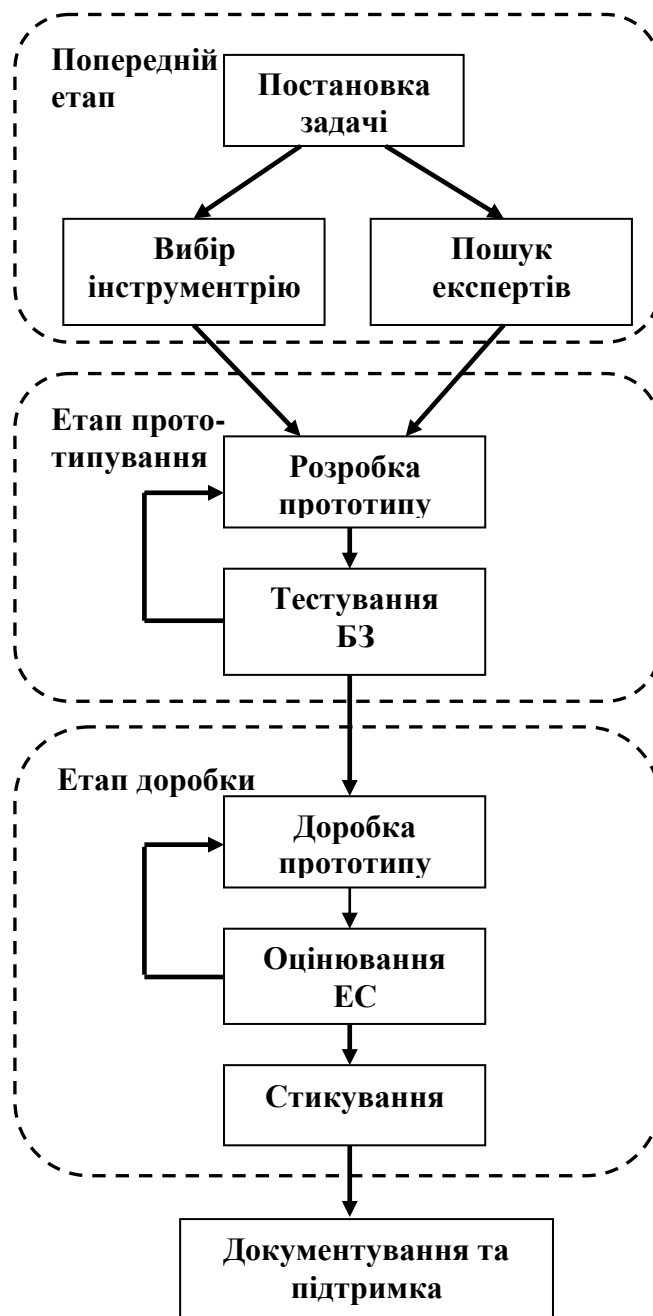 Попередній
етап
Постановка
задачі
Вибір
інструментрію
Пошук
експертів
Етап прото-
типування
Розробка
прототипу
Тестування
БЗ
Етап доробки
Доробка
прототипу
Оцінювання
ЕС
Стикування
Документування та
підтримка